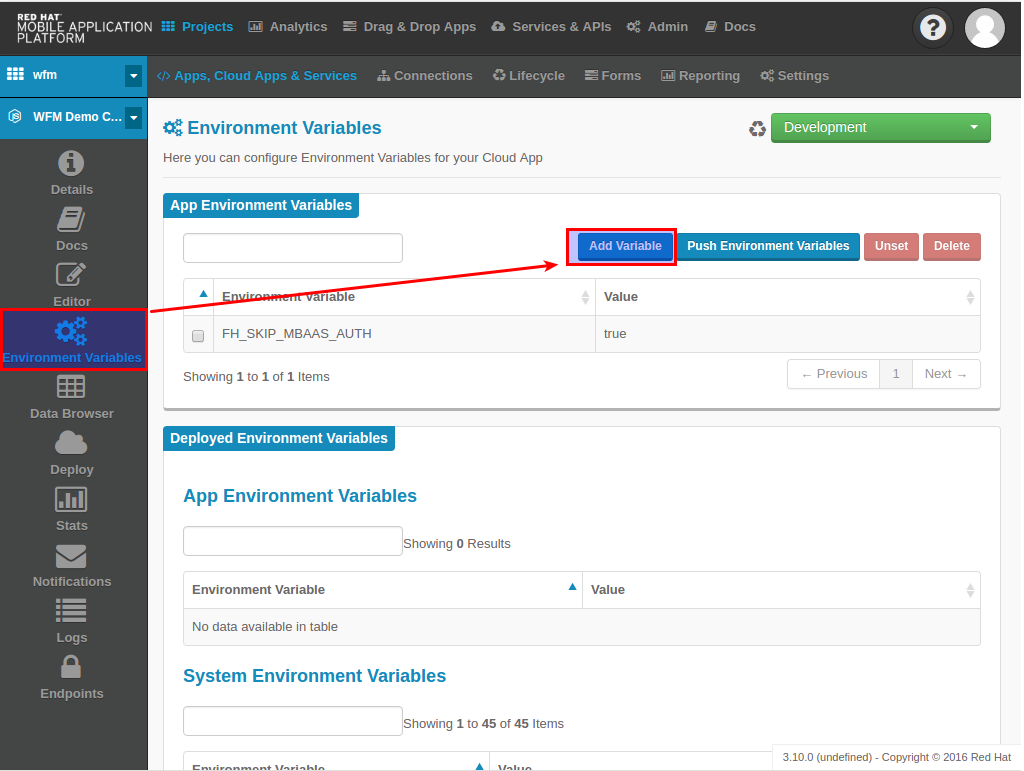 RED HAT
MOBILE APPLICATION
PLATFORM
Projects Analytics Drag & Drop Apps Services & APIs Admin Docs
?
wfm
Apps, Cloud Apps & Services Connections Lifecycle Forms Reporting Settings
WFM Demo C...
Environment Variables
Development
Here you can configure Environment Variables for your Cloud App
Details
Docs
Editor
Environment Variables
Data Browser
Deploy
Stats
Notifications
Logs
Endpoints
App Environment Variables
Add Variable Push Environment Variables Unset Delete
Environment Variable Value
FH_SKIP_MBAAS_AUTH true
Showing 1 to 1 of 1 Items
← Previous 1 Next →
Deployed Environment Variables
App Environment Variables
Showing 0 Results
Environment Variable Value
No data available in table
System Environment Variables
Showing 1 to 45 of 45 Items
Environment Variable Value
3.10.0 (undefined) - Copyright © 2016 Red Hat